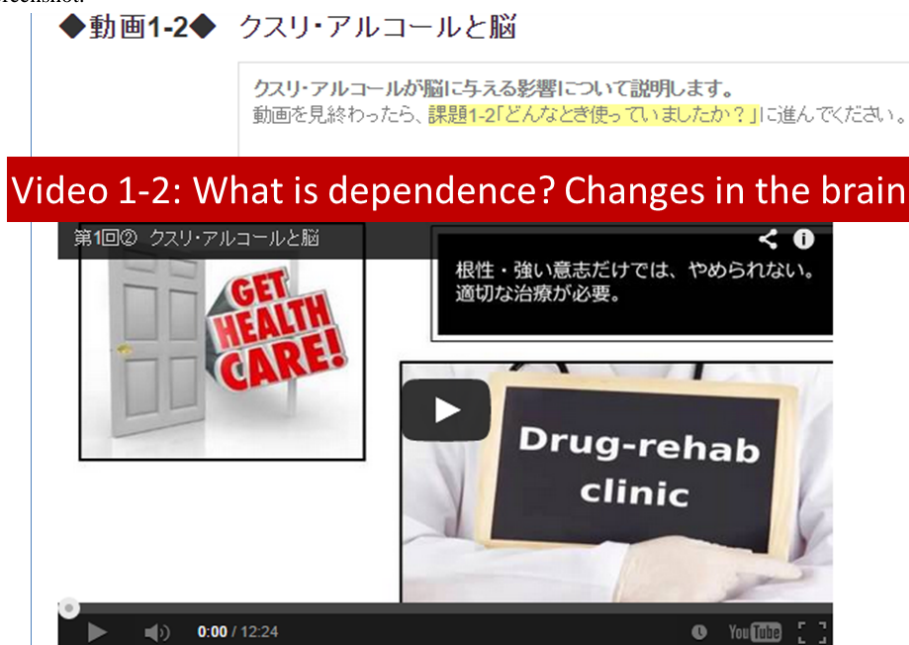 ◆動画1-2◆ クスリ・アルコールと脳
クスリ・アルコールが脳に与える影響について説明します。
動画を見終わったら、課題1-2「どんなとき使っていましたか？」に進んでください。
Video 1-2: What is dependence? Changes in the brain
第1回② クスリ・アルコールと脳
GET
HEALTH
CARE!
根性・強い意志だけでは、やめられない。
適切な治療が必要。
Drug-rehab
clinic
0:00 / 12:24
YouTube